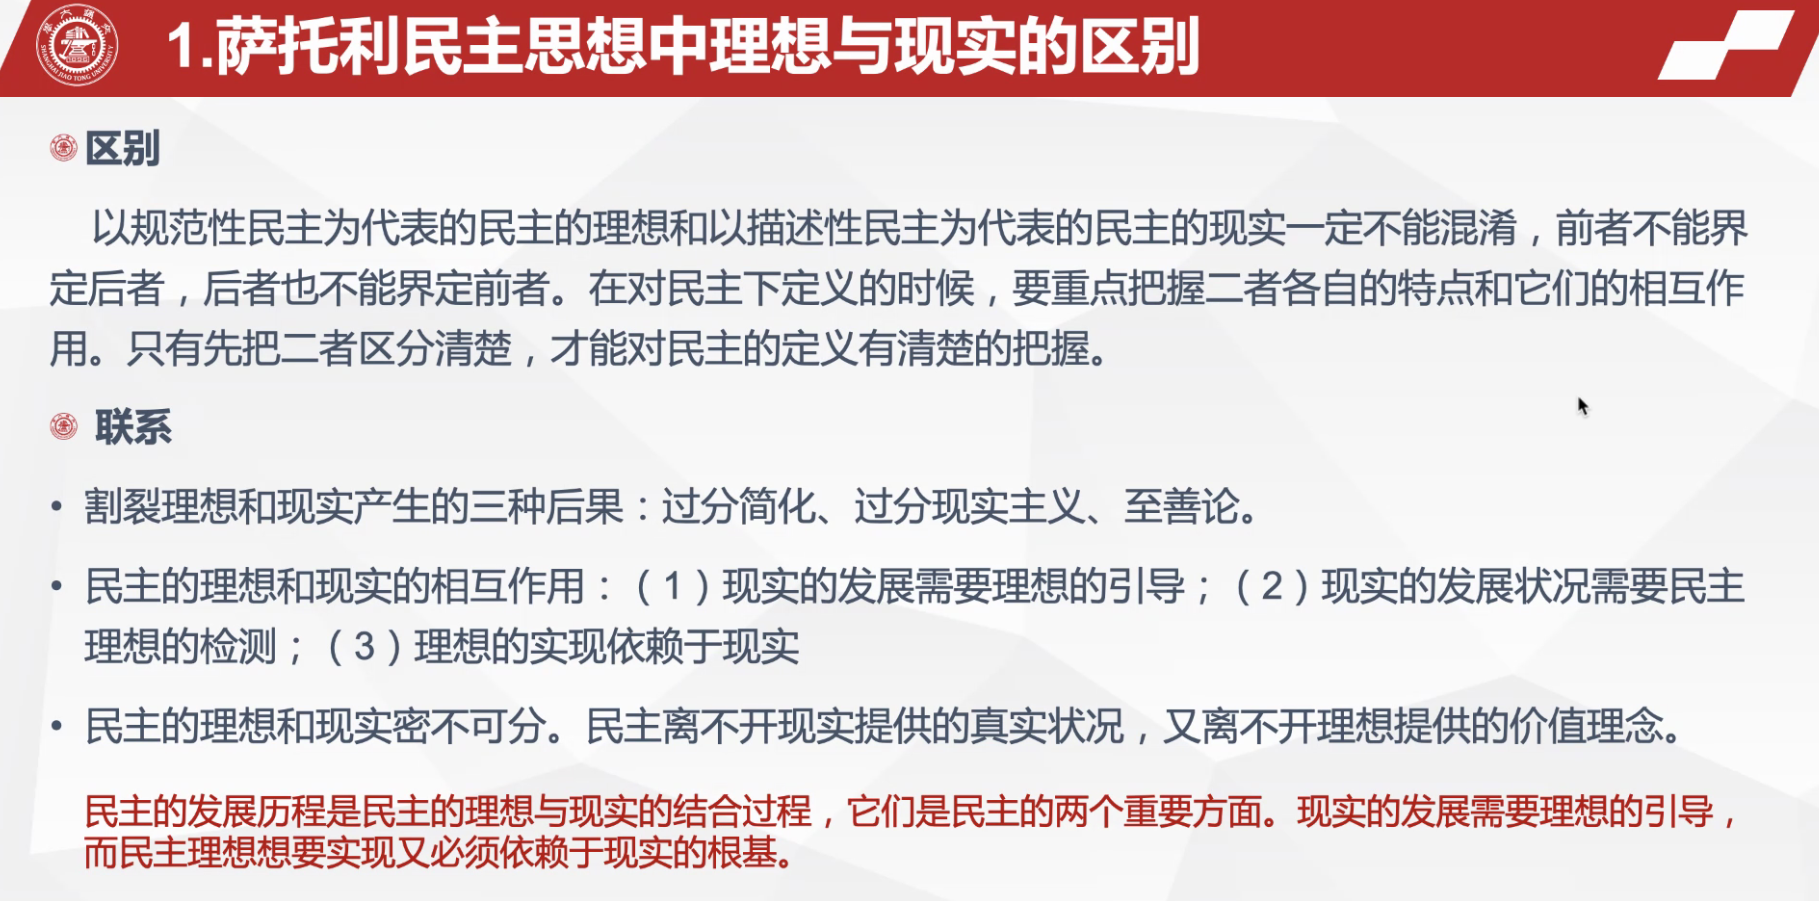 1.萨托利民主思想中理想与现实的区别
区别
以规范性民主为代表的民主的理想和以描述性民主为代表的民主的现实一定不能混淆，前者不能界
定后者，后者也不能界定前者。在对民主下定义的时候，要重点把握二者各自的特点和它们的相互作
用。只有先把二者区分清楚，才能对民主的定义有清楚的把握。
联系
• 割裂理想和现实产生的三种后果：过分简化、过分现实主义、至善论。
• 民主的理想和现实的相互作用：（1）现实的发展需要理想的引导；（2）现实的发展状况需要民主
理想的检测；（3）理想的实现依赖于现实
• 民主的理想和现实密不可分。民主离不开现实提供的真实状况，又离不开理想提供的价值理念。
民主的发展历程是民主的理想与现实的结合过程，它们是民主的两个重要方面。现实的发展需要理想的引导，
而民主理想想要实现又必须依赖于现实的根基。